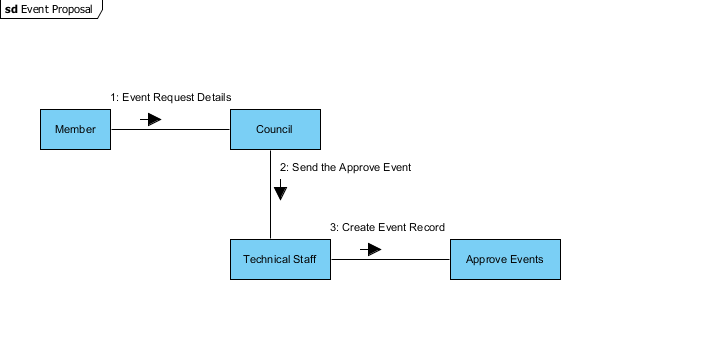 sd Event Proposal
1: Event Request Details
Member
Council
2: Send the Approve Event
3: Create Event Record
Technical Staff
Approve Events